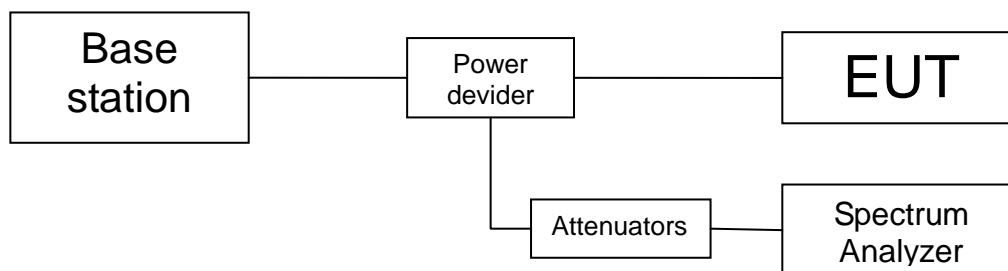 Base
station
Power
devider
EUT
Attenuators
Spectrum
Analyzer